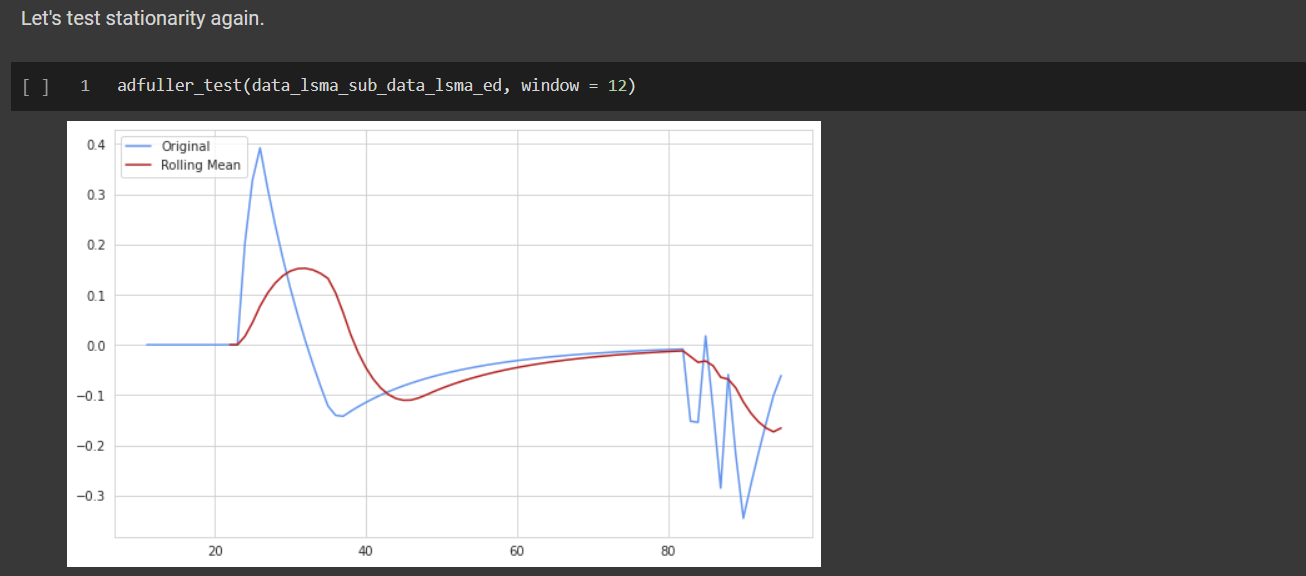 Let's test stationarity again.
[ ] 1 adfuller_test(data_lsma_sub_data_lsma_ed, window = 12)
Original
Rolling Mean
0.4
0.3
0.2
0.1
0.0
−0.1
−0.2
−0.3
20 40 60 80